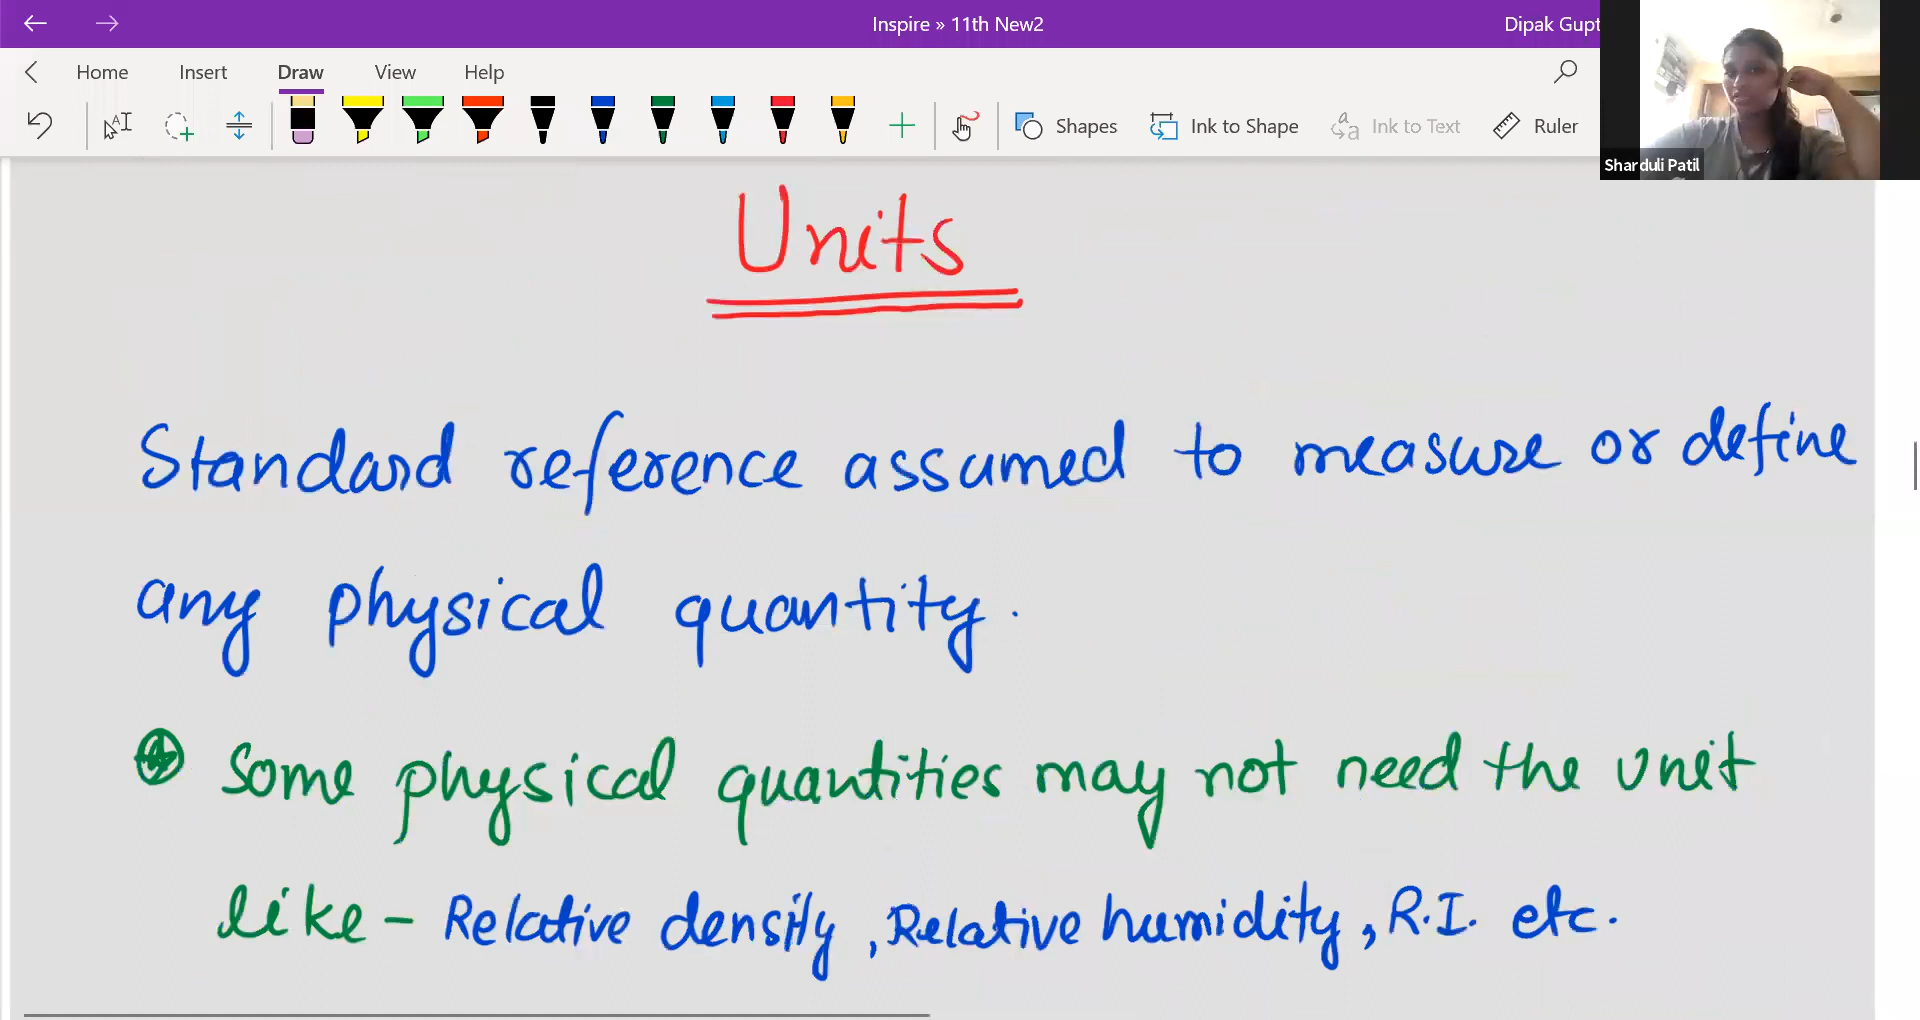 Inspire » 11th New2
Dipak Gupt
Home Insert Draw View Help
Shapes Ink to Shape Ink to Text Ruler
Sharduli Patil
Units
Standard reference assumed to measure or define
any physical quantity.
Some physical quantities may not need the unit
like - Relative density, Relative humidity, R.I. etc.